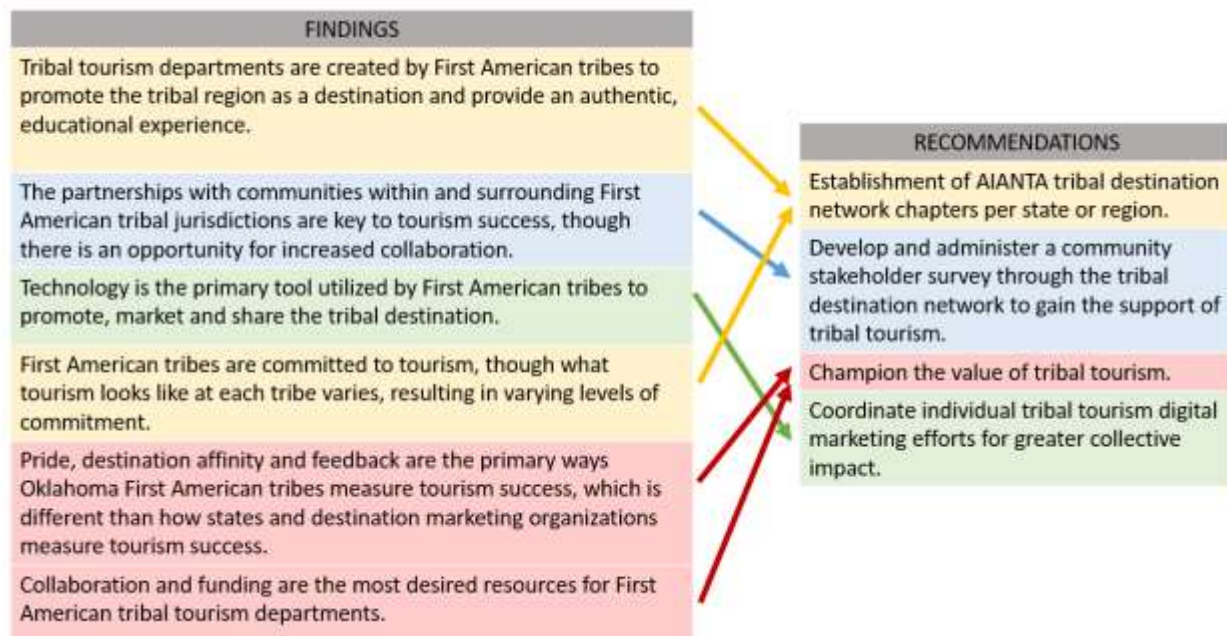 FINDINGS
Tribal tourism departments are created by First American tribes to
promote the tribal region as a destination and provide an authentic,
educational experience.
The partnerships with communities within and surrounding First
American tribal jurisdictions are key to tourism success, though
there is an opportunity for increased collaboration.
Technology is the primary tool utilized by First American tribes to
promote, market and share the tribal destination.
First American tribes are committed to tourism, though what
tourism looks like at each tribe varies, resulting in varying levels of
commitment.
Pride, destination affinity and feedback are the primary ways
Oklahoma First American tribes measure tourism success, which is
different than how states and destination marketing organizations
measure tourism success.
Collaboration and funding are the most desired resources for First
American tribal tourism departments.
RECOMMENDATIONS
Establishment of AIANTA tribal destination
network chapters per state or region.
Develop and administer a community
stakeholder survey through the tribal
destination network to gain the support of
tribal tourism.
Champion the value of tribal tourism.
Coordinate individual tribal tourism digital
marketing efforts for greater collective
impact.